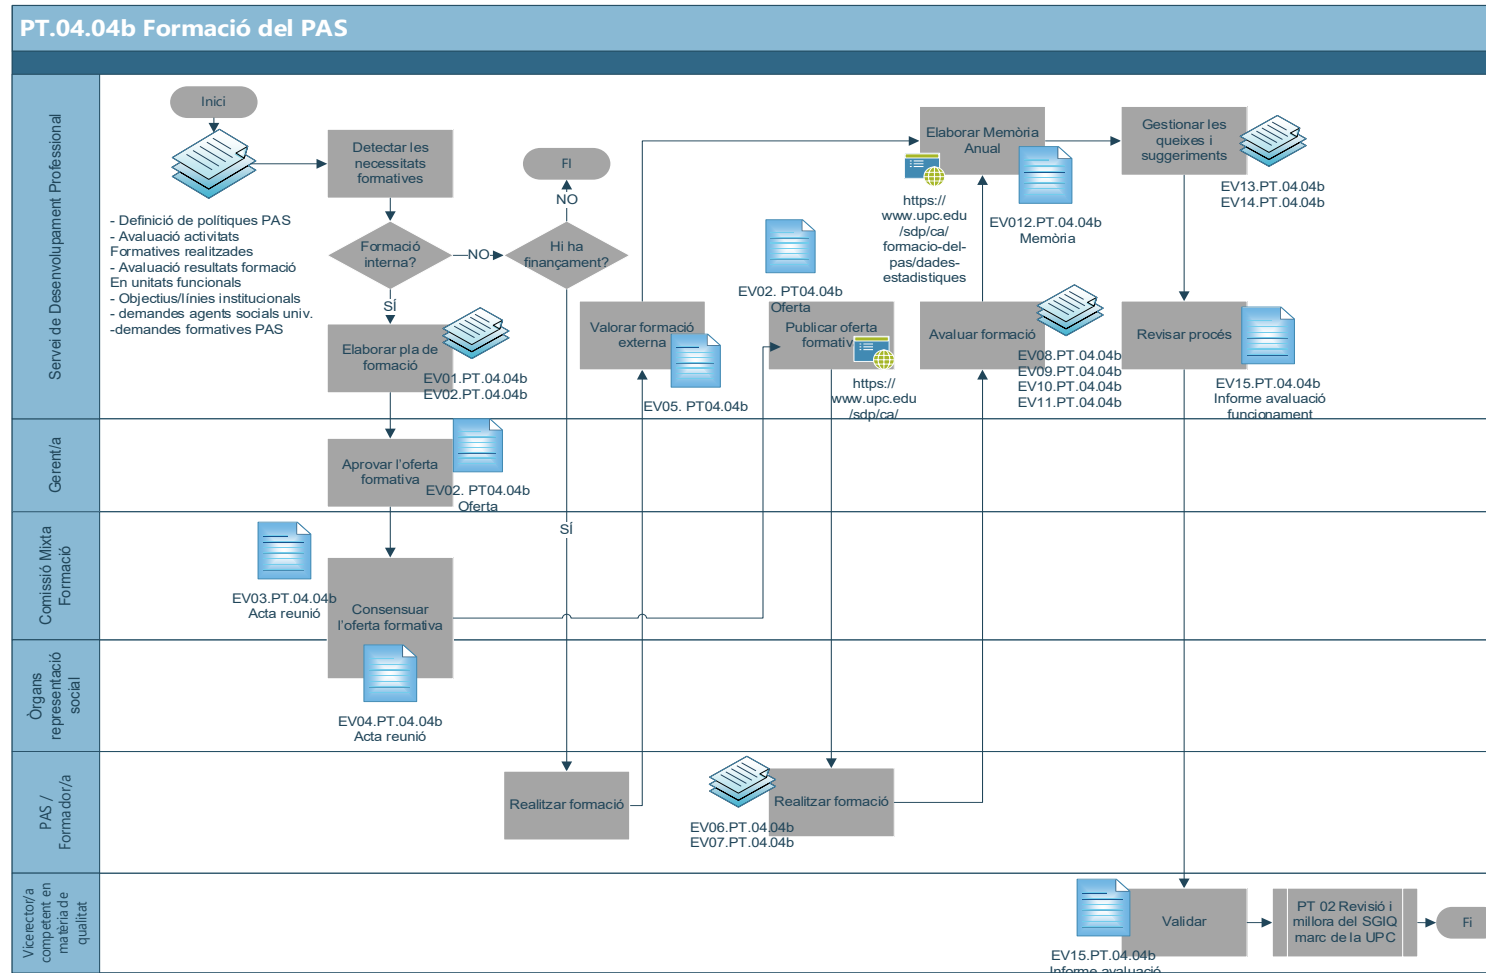 PT.04.04b Formació del PAS
Servei de Desenvolupament Professional
Inici
- Definició de polítiques PAS
- Avaluació activitats
Formatives realitzades
- Avaluació resultats formació
En unitats funcionals
- Objectius/línies institucionals
- demandes agents socials univ.
-demandes formatives PAS
Detectar les
necessitats
formatives
Formació
interna?
NO
SÍ
Hi ha
finançament?
NO
FI
SÍ
Elaborar pla de
formació
EV01.PT.04.04b
EV02.PT.04.04b
Valorar formació
externa
EV05. PT04.04b
EV02. PT04.04b
Oferta
Publicar oferta
formativa
https://
www.upc.edu
/sdp/ca/
Elaborar Memòria
Anual
https://
www.upc.edu
/sdp/ca/
formacio-del-
pas/dades-
estadistiques
EV012.PT.04.04b
Memòria
Avaluar formació
EV08.PT.04.04b
EV09.PT.04.04b
EV10.PT.04.04b
EV11.PT.04.04b
Gestionar les
queixes i
suggeriments
EV13.PT.04.04b
EV14.PT.04.04b
Revisar procés
EV15.PT.04.04b
Informe avaluació
funcionament
Gerent/a
Aprovar l'oferta
formativa
EV02. PT04.04b
Oferta
Comissió Mixta
Formació
EV03.PT.04.04b
Acta reunió
Consensuar
l'oferta formativa
Òrgans
representació
social
EV04.PT.04.04b
Acta reunió
PAS /
Formador/a
Realitzar formació
EV06.PT.04.04b
EV07.PT.04.04b
Realitzar formació
Vicerector/a
competent en
matèria de
qualitat
EV15.PT.04.04b
Informe avaluació
Validar
PT 02 Revisió i
millora del SGIQ
marc de la UPC
Fi